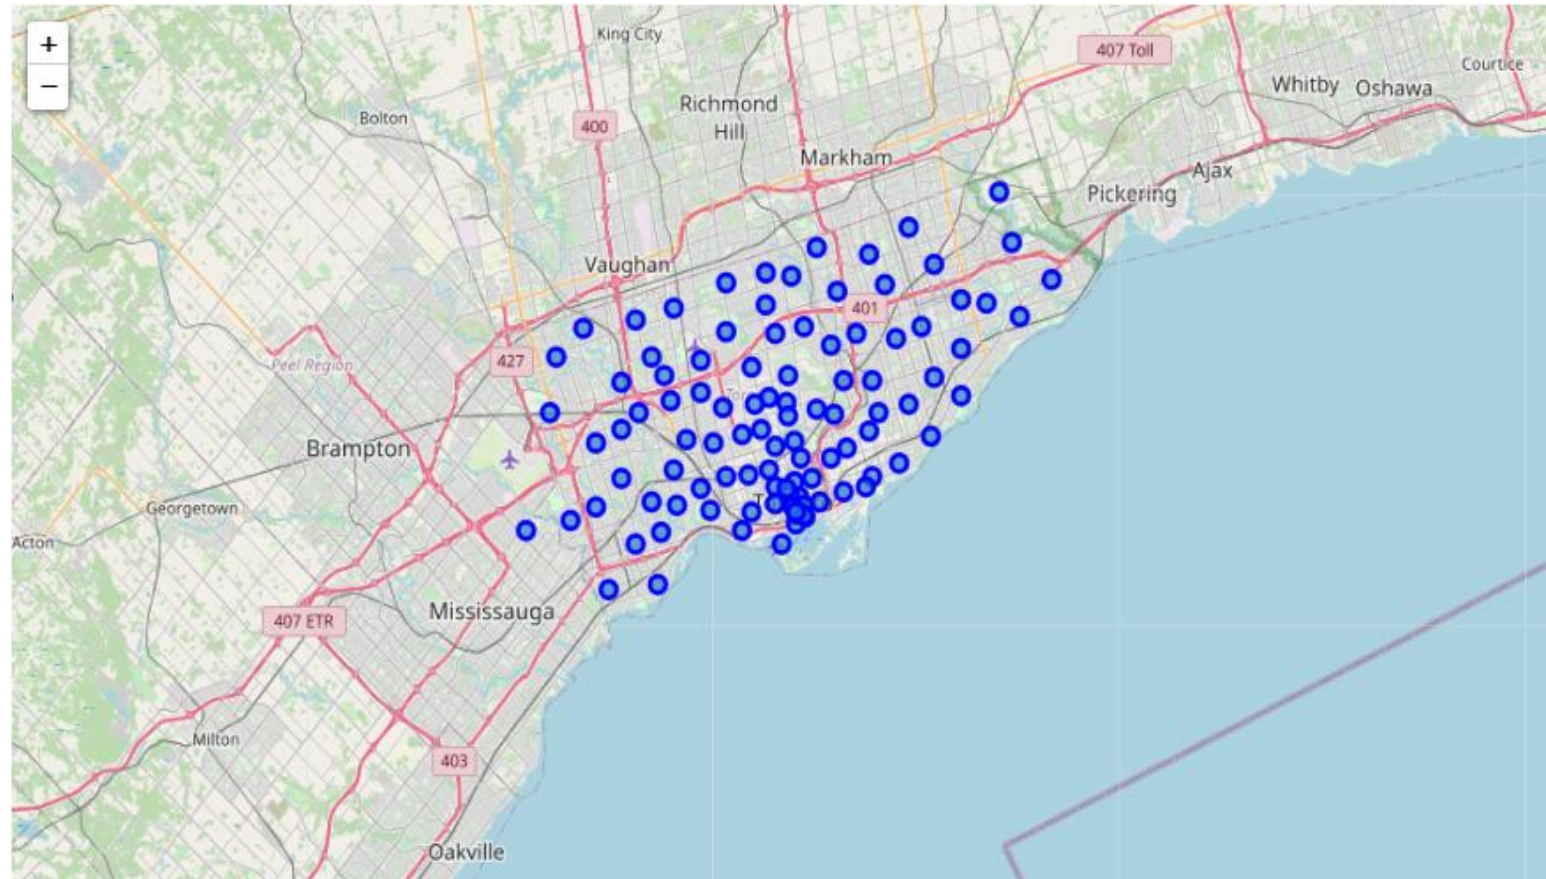 +
−
King City
407 Toll
Courtice
Whitby
Oshawa
Richmond
Hill
Bolton
400
Markham
Ajax
Pickering
Vaughan
401
427
Peel Region
Brampton
Georgetown
Acton
Mississauga
407 ETR
Milton
403
Oakville